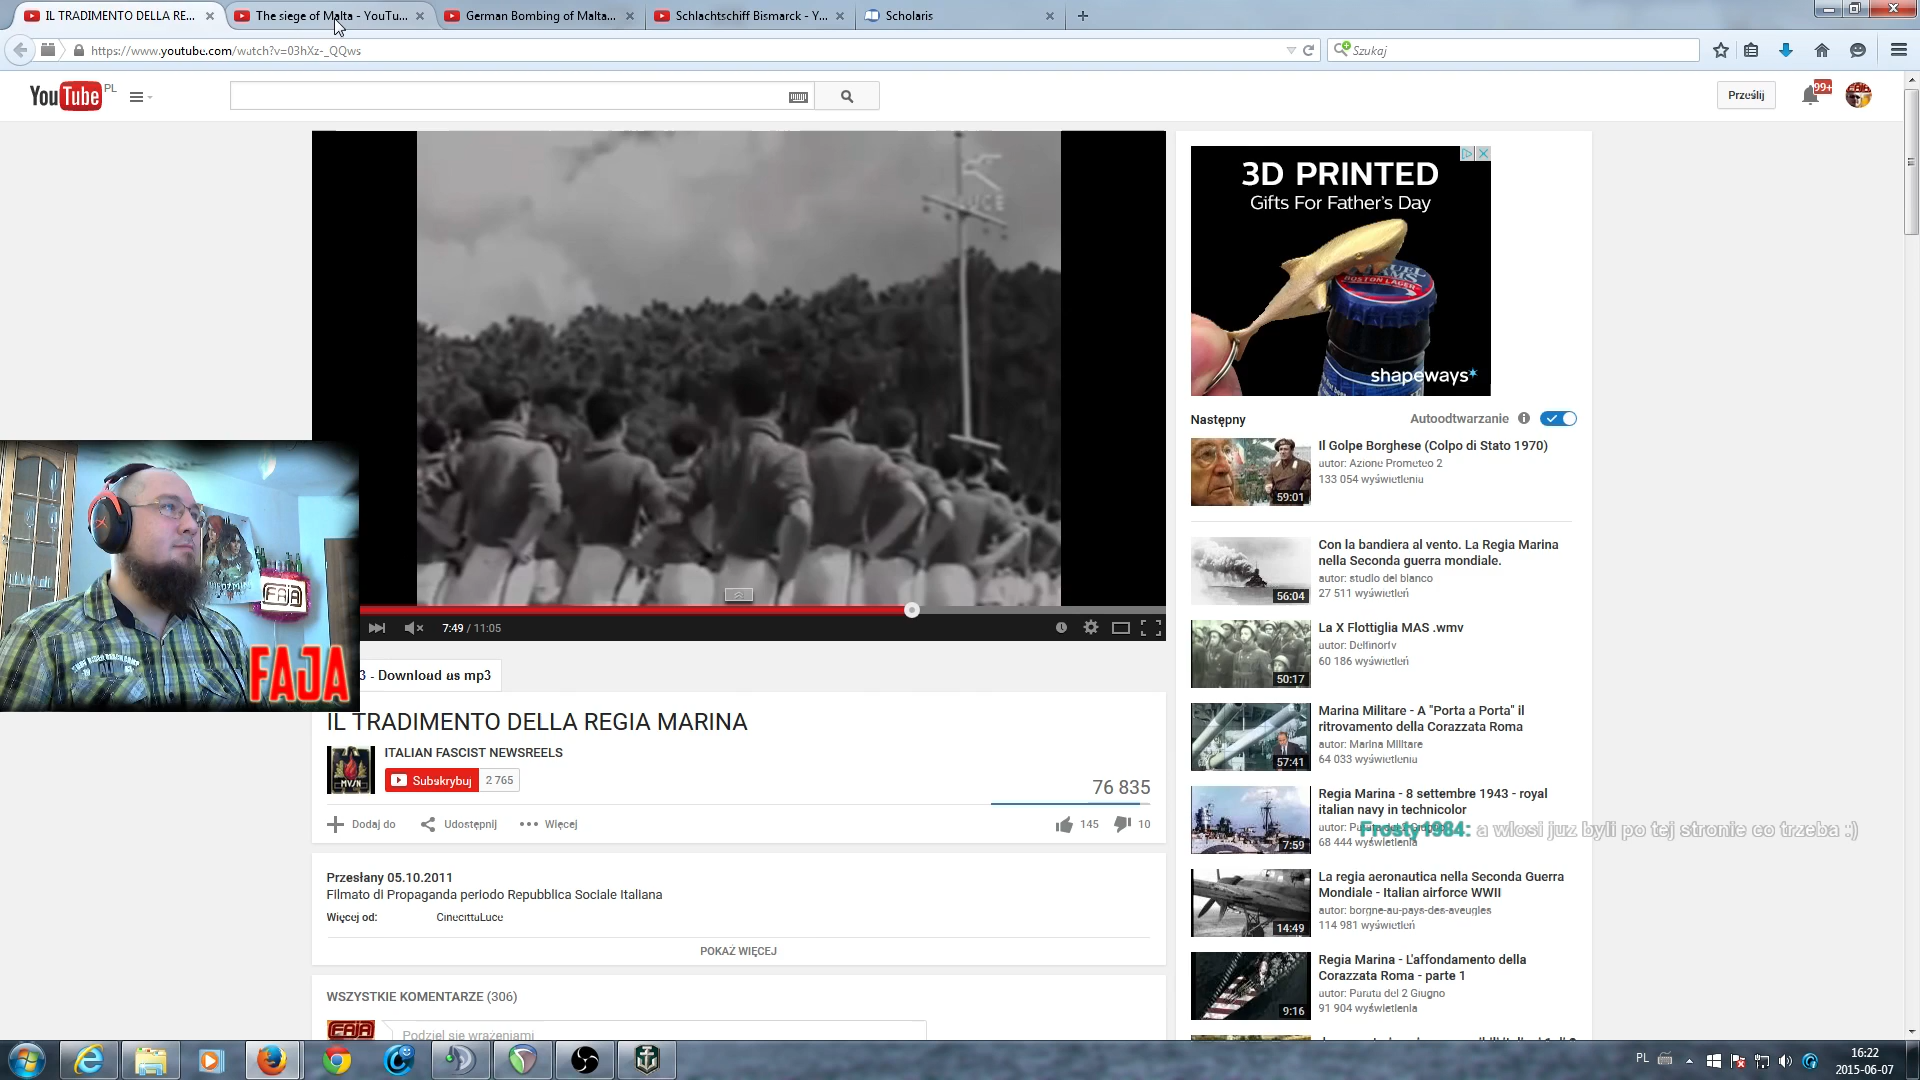 IL TRADIMENTO DELLA RE...
The siege of Malta - YouTu...
German Bombing of Malta...
Schlachtschiff Bismarck - Y...
Scholaris
https://www.youtube.com/watch?v=03hXz-_QQws
Szukaj
YouTube PL
Prześlij
99+
LUCE
3D PRINTED
Gifts For Father's Day
BOSTON LAGER
shapeways
Następny
Autoodtwarzanie
Il Golpe Borghese (Colpo di Stato 1970)
autor: Azione Prometeo 2
133 054 wyświetlenia
59:01
Con la bandiera al vento. La Regia Marina
nella Seconda guerra mondiale.
autor: studio del bianco
27 511 wyświetleń
56:04
La X Flottiglia MAS .wmv
autor: Delfinortv
60 186 wyświetleń
50:17
Marina Militare - A "Porta a Porta" il
ritrovamento della Corazzata Roma
autor: Marina Militare
64 033 wyświetlenia
57:41
Regia Marina - 8 settembre 1943 - royal
italian navy in technicolor
68 444 wyświetlenia
7:59
Frosty1984: a wlosi juz byli po tej stronie co trzeba :)
La regia aeronautica nella Seconda Guerra
Mondiale - Italian airforce WWII
autor: borgne-au-pays-des-aveugles
114 981 wyświetleń
14:49
Regia Marina - L'affondamento della
Corazzata Roma - parte 1
autor: Parata del 2 Giugno
91 904 wyświetlenia
9:16
7:49 / 11:05
FAJA
FAJA
3 - Download as mp3
IL TRADIMENTO DELLA REGIA MARINA
ITALIAN FASCIST NEWSREELS
Subskrybuj 2 765
76 835
Dodaj do
Udostępnij
Więcej
145
10
Przesłany 05.10.2011
Filmato di Propaganda periodo Repubblica Sociale Italiana
Więcej od: CinecittaLuce
POKAŻ WIĘCEJ
WSZYSTKIE KOMENTARZE (306)
FAJA
Podziel się wrażeniami
PL
16:22
2015-06-07